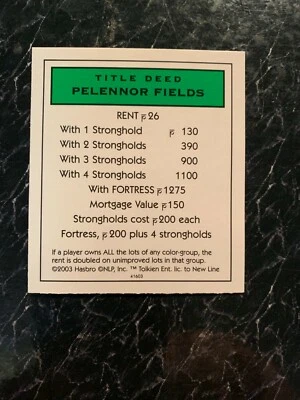 TITLE DEED
PELENNOR FIELDS
RENT 26
With 1 Stronghold 130
With 2 Strongholds 390
With 3 Strongholds 900
With 4 Strongholds 1100
With FORTRESS 1275
Mortgage Value 150
Strongholds cost 200 each
Fortress, 200 plus 4 strongholds
If a player owns ALL the lots of any color-group, the
rent is doubled on unimproved lots in that group.
©2003 Hasbro ©NLP, Inc. ™ Tolkien Ent. lic. to New Line
41603